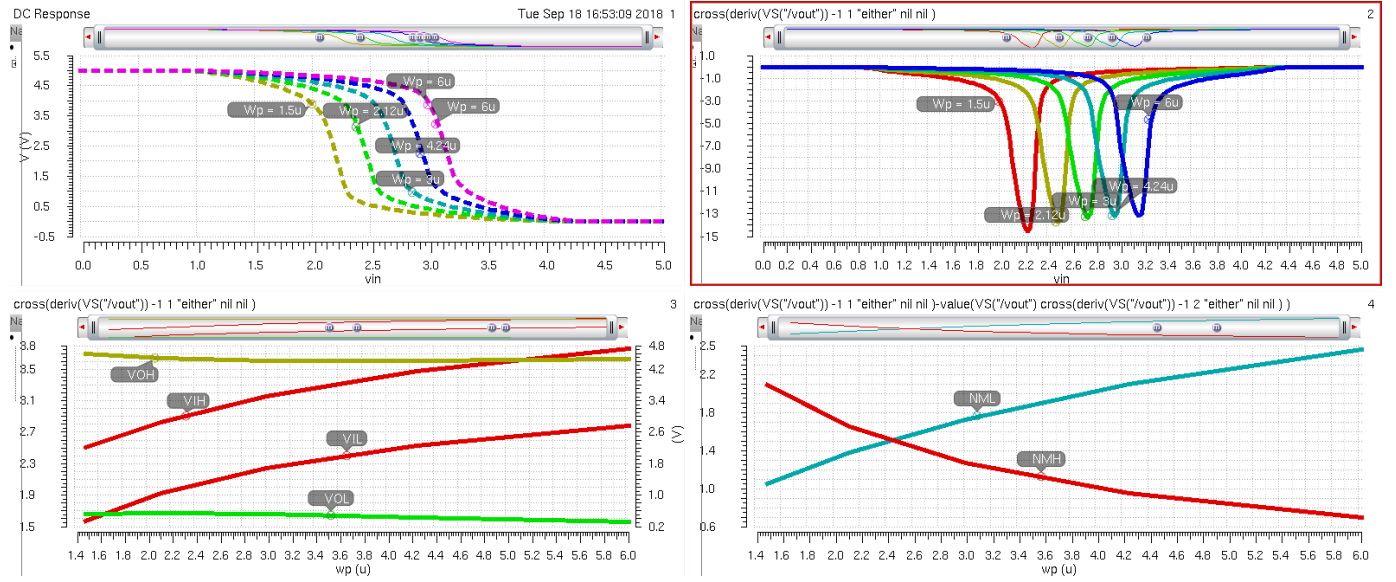 DC Response
Tue Sep 18 16:53:09 2018 1
Na
5.5
4.5
3.5
2.5
1.5
0.5
-0.5
V (V)
Wp = 6u
Wp = 1.5u
Wp = 2.12u
Wp = 6u
Wp = 4.24u
Wp = 3u
0.0 0.5 1.0 1.5 2.0 2.5 3.0 3.5 4.0 4.5 5.0
vin
cross(deriv(VS("/vout")) -1 1 "either" nil nil )
2
Na
1.0
-1.0
-3.0
-5.0
-7.0
-9.0
-11
-13
-15
Wp = 1.5u
Wp = 6u
Wp = 4.24u
Wp = 3u
Wp = 2.12u
0.0 0.2 0.4 0.6 0.8 1.0 1.2 1.4 1.6 1.8 2.0 2.2 2.4 2.6 2.8 3.0 3.2 3.4 3.6 3.8 4.0 4.2 4.4 4.6 4.8 5.0
vin
cross(deriv(VS("/vout")) -1 1 "either" nil nil )
3
Na
3.8
3.5
3.1
2.7
2.3
1.9
1.5
VOH
VIH
VIL
VOL
4.8
4.2
3.4
2.6
1.8
1.0
0.2
(V)
1.4 1.6 1.8 2.0 2.2 2.4 2.6 2.8 3.0 3.2 3.4 3.6 3.8 4.0 4.2 4.4 4.6 4.8 5.0 5.2 5.4 5.6 5.8 6.0
wp (u)
cross(deriv(VS("/vout")) -1 1 "either" nil nil )-value(VS("/vout") cross(deriv(VS("/vout")) -1 2 "either" nil nil ) )
4
Na
2.5
2.2
1.8
1.4
1.0
0.6
NML
NMH
1.4 1.6 1.8 2.0 2.2 2.4 2.6 2.8 3.0 3.2 3.4 3.6 3.8 4.0 4.2 4.4 4.6 4.8 5.0 5.2 5.4 5.6 5.8 6.0
wp (u)